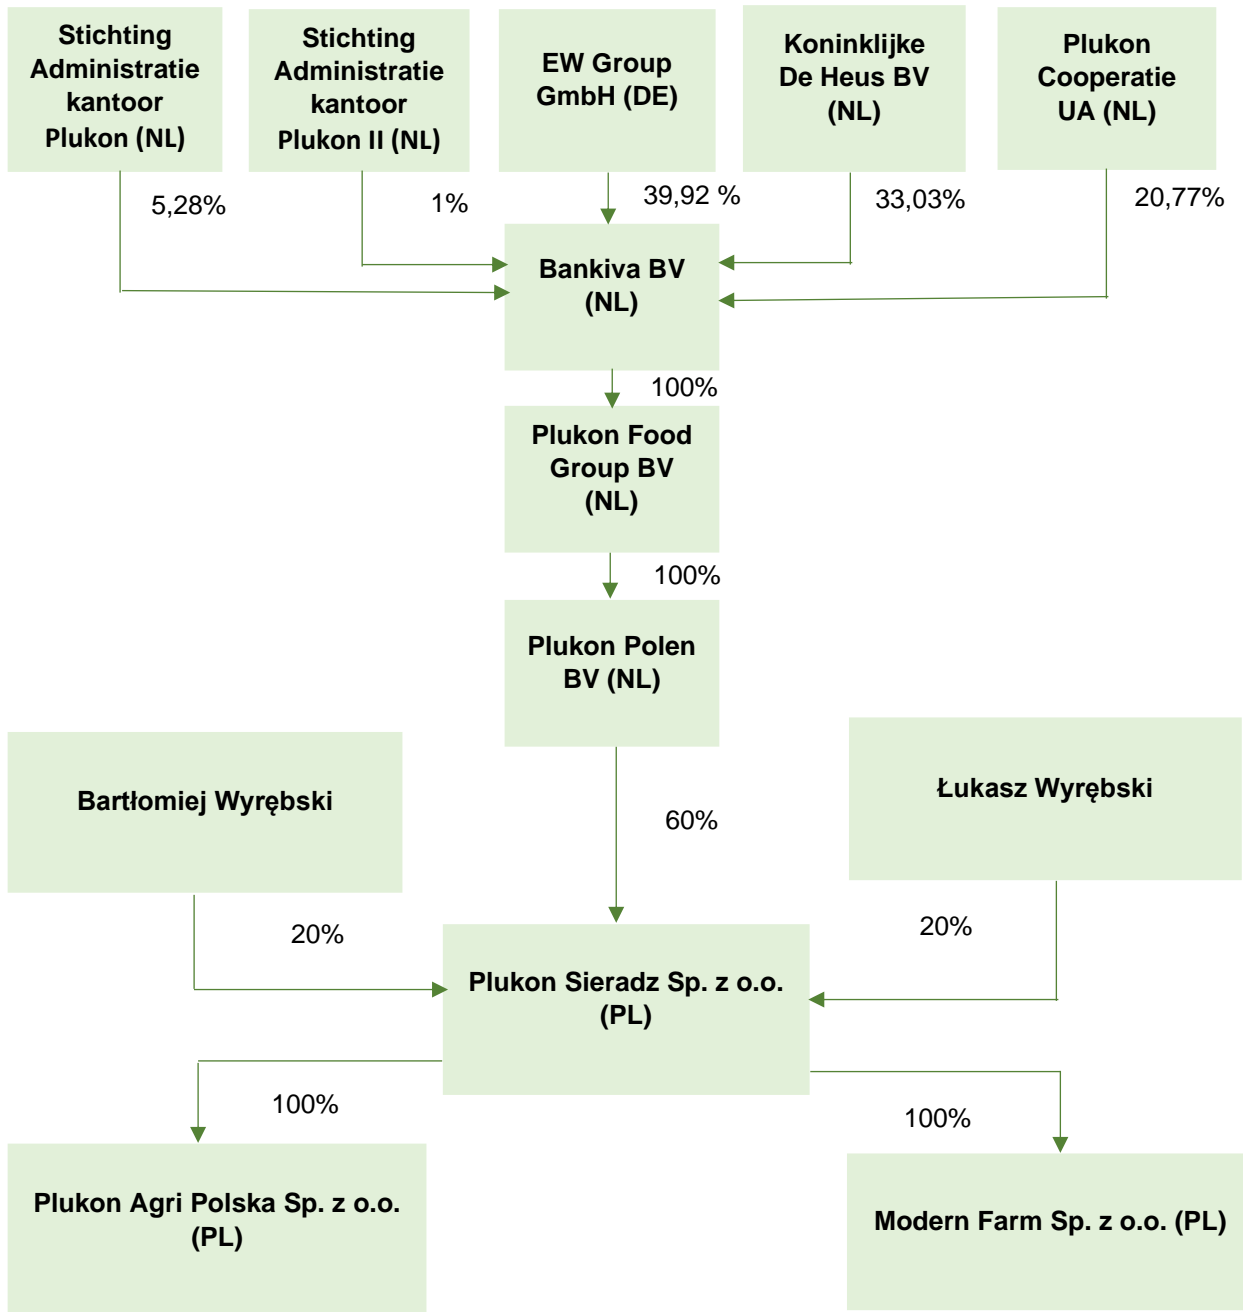 Stichting
Administratie
kantoor
Plukon (NL)
Stichting
Administratie
kantoor
Plukon II (NL)
EW Group
GmbH (DE)
Koninklijke
De Heus BV
(NL)
Plukon
Cooperatie
UA (NL)
5,28%
1%
39,92 %
33,03%
20,77%
Bankiva BV
(NL)
100%
Plukon Food
Group BV
(NL)
100%
Plukon Polen
BV (NL)
Bartłomiej Wyrębski
Łukasz Wyrębski
60%
20%
20%
Plukon Sieradz Sp. z o.o.
(PL)
100%
100%
Plukon Agri Polska Sp. z o.o.
(PL)
Modern Farm Sp. z o.o. (PL)